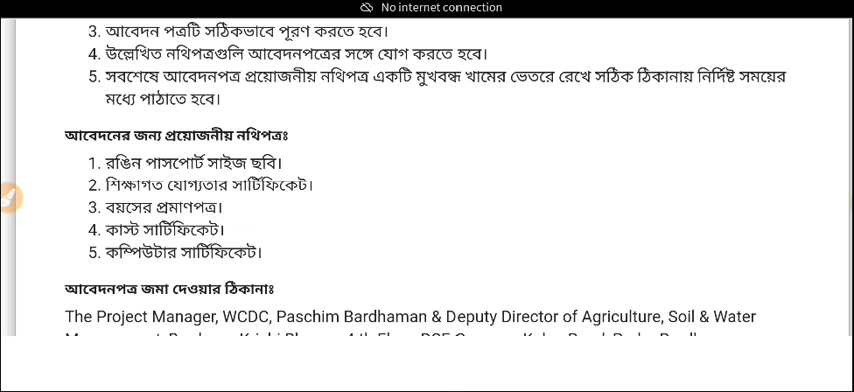 No internet connection
3. আবেদন পত্রটি সঠিকভাবে পূরণ করতে হবে।
4. উল্লেখিত নথিপত্রগুলি আবেদনপত্রের সঙ্গে যোগ করতে হবে।
5. সবশেষে আবেদনপত্র প্রয়োজনীয় নথিপত্র একটি মুখবন্ধ খামের ভেতরে রেখে সঠিক ঠিকানায় নির্দিষ্ট সময়ের
মধ্যে পাঠাতে হবে।
আবেদনের জন্য প্রয়োজনীয় নথিপত্রঃ
1. রঙিন পাসপোর্ট সাইজ ছবি।
2. শিক্ষাগত যোগ্যতার সার্টিফিকেট।
3. বয়সের প্রমাণপত্র।
4. কাস্ট সার্টিফিকেট।
5. কম্পিউটার সার্টিফিকেট।
আবেদনপত্র জমা দেওয়ার ঠিকানাঃ
The Project Manager, WCDC, Paschim Bardhaman & Deputy Director of Agriculture, Soil & Water